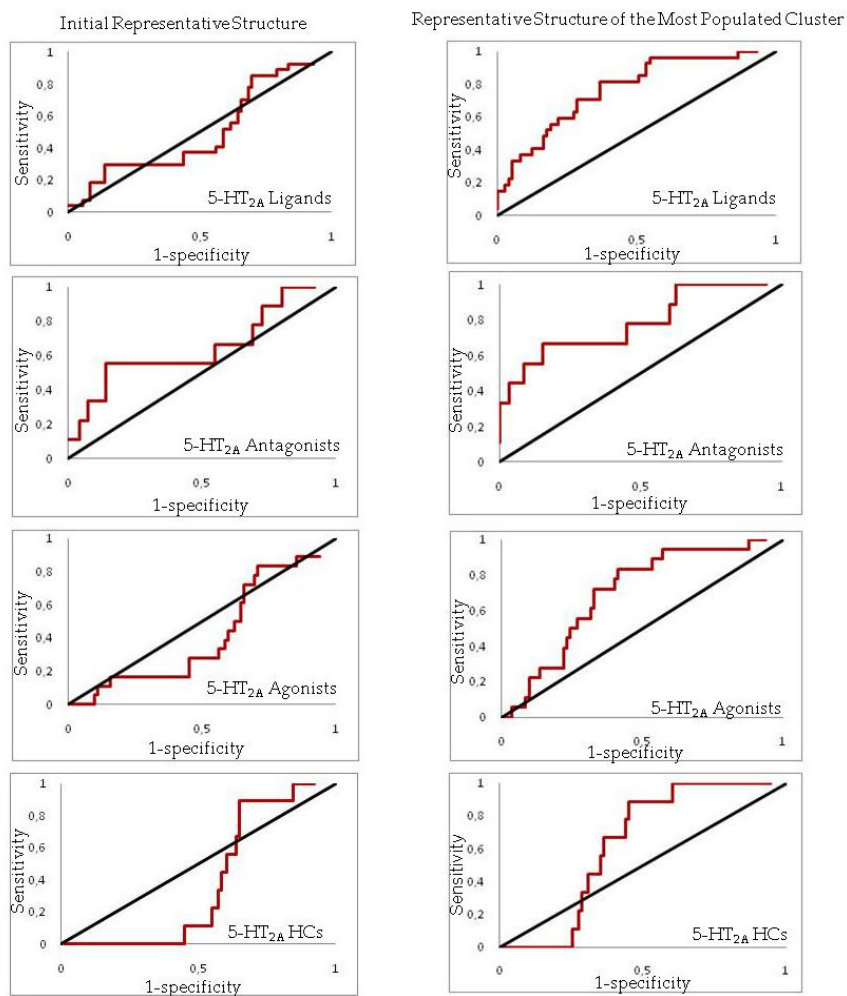 Initial Representative Structure
Representative Structure of the Most Populated Cluster
1
0,8
0,6
0,4
0,2
0
Sensitivity
5-HT2A Ligands
0 0,5 1
1-specificity
1
0,8
0,6
0,4
0,2
0
Sensitivity
5-HT2A Ligands
0 0,5 1
1-specificity
1
0,8
0,6
0,4
0,2
0
Sensitivity
5-HT2A Antagonists
0 0,5 1
1-specificity
1
0,8
0,6
0,4
0,2
0
Sensitivity
5-HT2A Antagonists
0 0,5 1
1-specificity
1
0,8
0,6
0,4
0,2
0
Sensitivity
5-HT2A Agonists
0 0,5 1
1-specificity
1
0,8
0,6
0,4
0,2
0
Sensitivity
5-HT2A Agonists
0 0,5 1
1-specificity
1
0,8
0,6
0,4
0,2
0
Sensitivity
5-HT2A HCs
0 0,5 1
1-specificity
1
0,8
0,6
0,4
0,2
0
Sensitivity
5-HT2A HCs
0 0,5 1
1-specificity